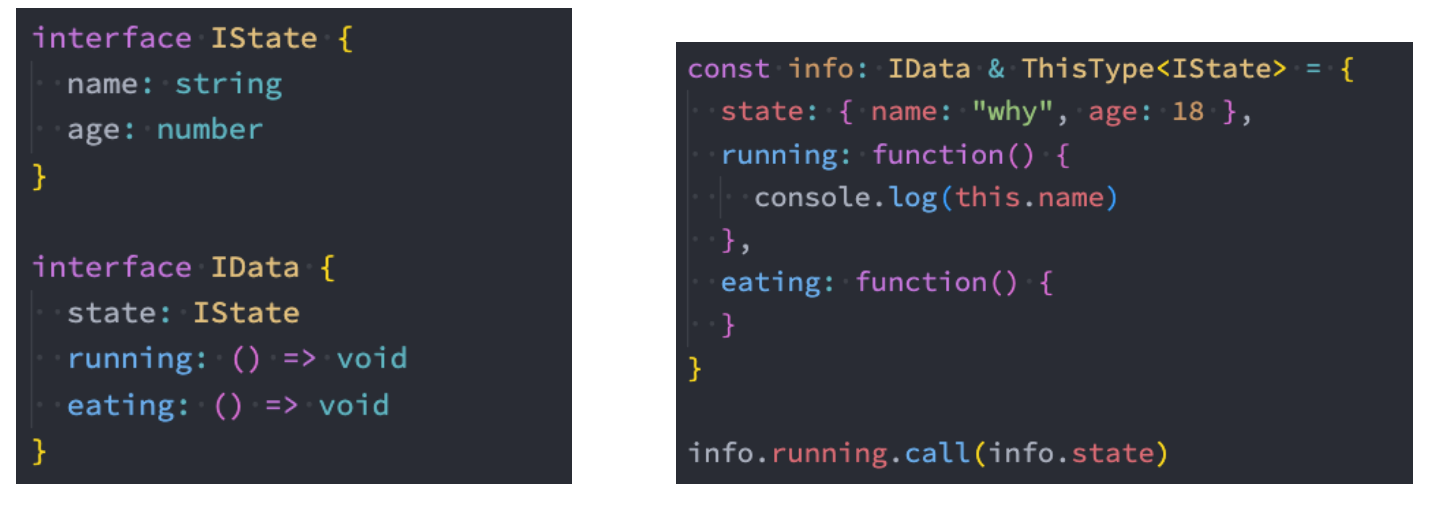 interface IState {
  name: string
  age: number
}

interface IData {
  state: IState
  running: () => void
  eating: () => void
}

const info: IData & ThisType<IState> = {
  state: { name: "why", age: 18 },
  running: function() {
    console.log(this.name)
  },
  eating: function() {
  }
}

info.running.call(info.state)